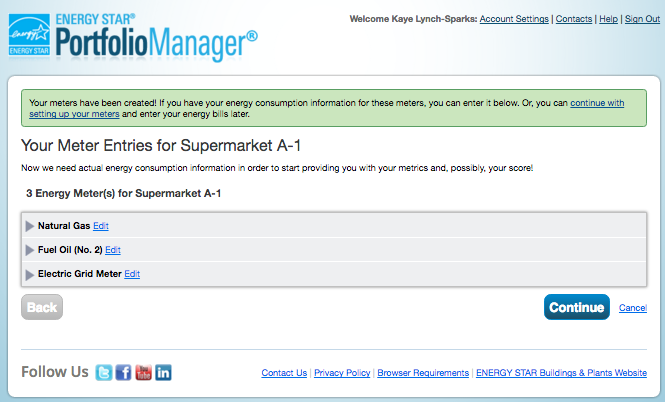 ENERGY STAR®
PortfolioManager®
energy
ENERGY STAR
Welcome Kaye Lynch-Sparks: Account Settings | Contacts | Help | Sign Out
Your meters have been created! If you have your energy consumption information for these meters, you can enter it below. Or, you can continue with
setting up your meters and enter your energy bills later.
Your Meter Entries for Supermarket A-1
Now we need actual energy consumption information in order to start providing you with your metrics and, possibly, your score!
3 Energy Meter(s) for Supermarket A-1
Natural Gas Edit
Fuel Oil (No. 2) Edit
Electric Grid Meter Edit
Back
Continue Cancel
Follow Us
You Tube
in
Contact Us | Privacy Policy | Browser Requirements | ENERGY STAR Buildings & Plants Website